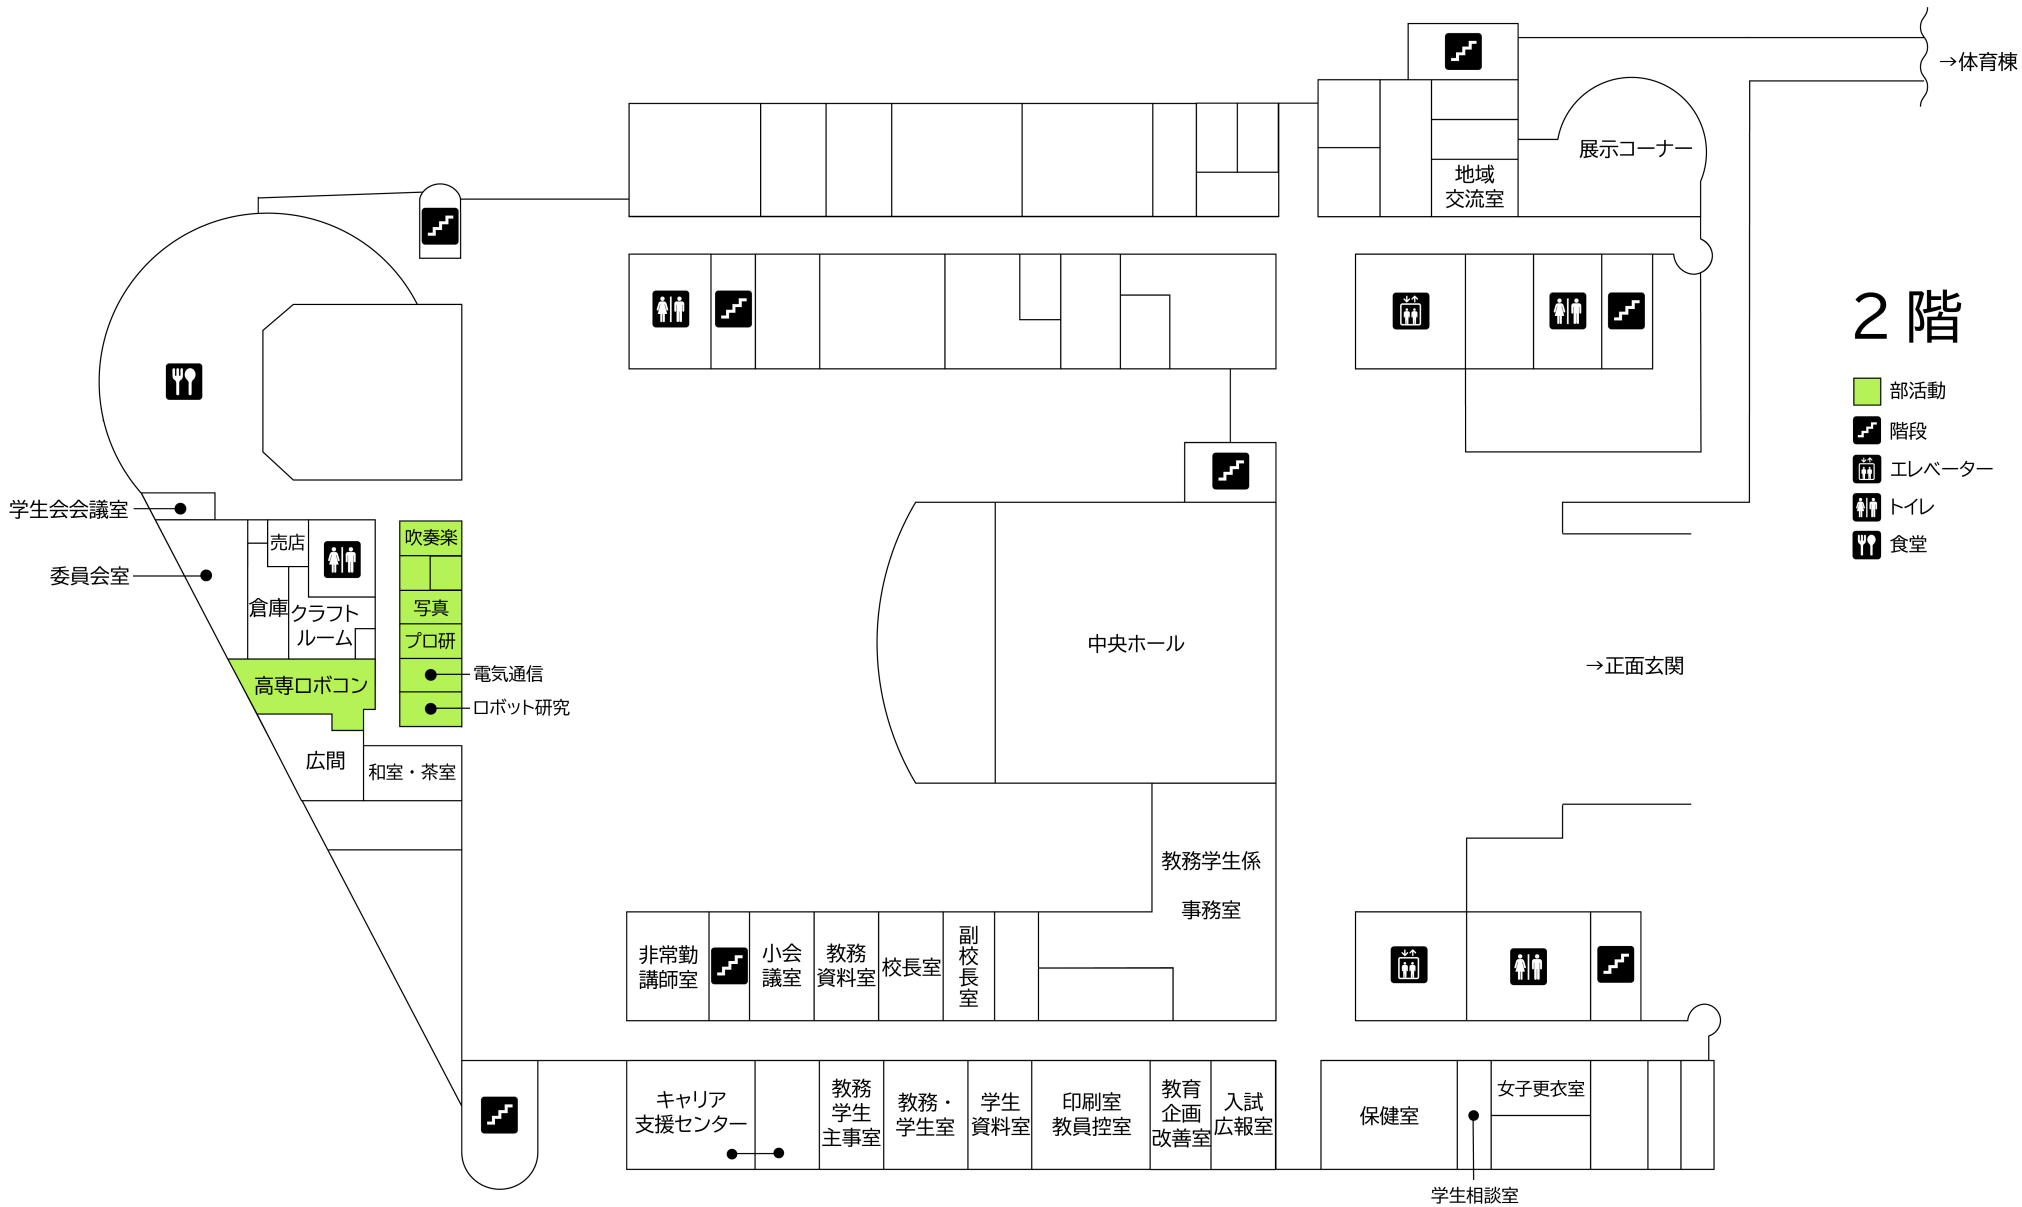 →体育棟
展示コーナー
地域
交流室
２階
部活動
階段
エレベーター
トイレ
食堂
学生会会議室
委員会室
売店
倉庫
クラフト
ルーム
吹奏楽
写真
プロ研
電気通信
ロボット研究
高専ロボコン
広間
和室・茶室
中央ホール
→正面玄関
教務学生係
事務室
非常勤
講師室
小会
議室
教務
資料室
校長室
副
校
長
室
キャリア
支援センター
教務
学生
主事室
教務・
学生室
学生
資料室
印刷室
教員控室
教育
企画
改善室
入試
広報室
保健室
女子更衣室
学生相談室